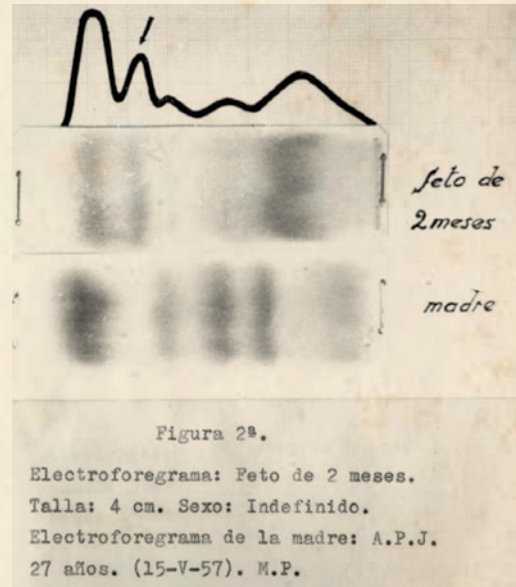 feto de
2 meses
madre
Figura 2ª.
Electroforegrama: Feto de 2 meses.
Talla: 4 cm. Sexo: Indefinido.
Electroforegrama de la madre: A.P.J.
27 años. (15-V-57). M.P.